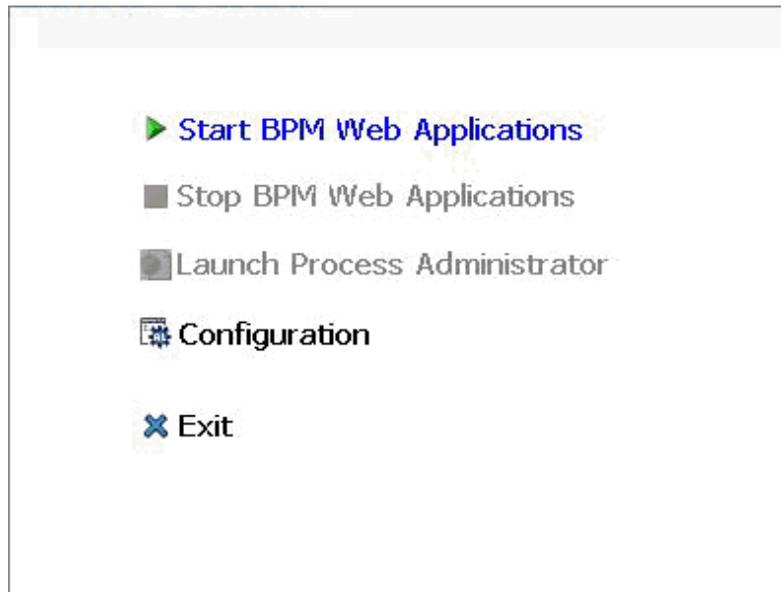 Start BPM Web Applications
Stop BPM Web Applications
Launch Process Administrator
Configuration
Exit